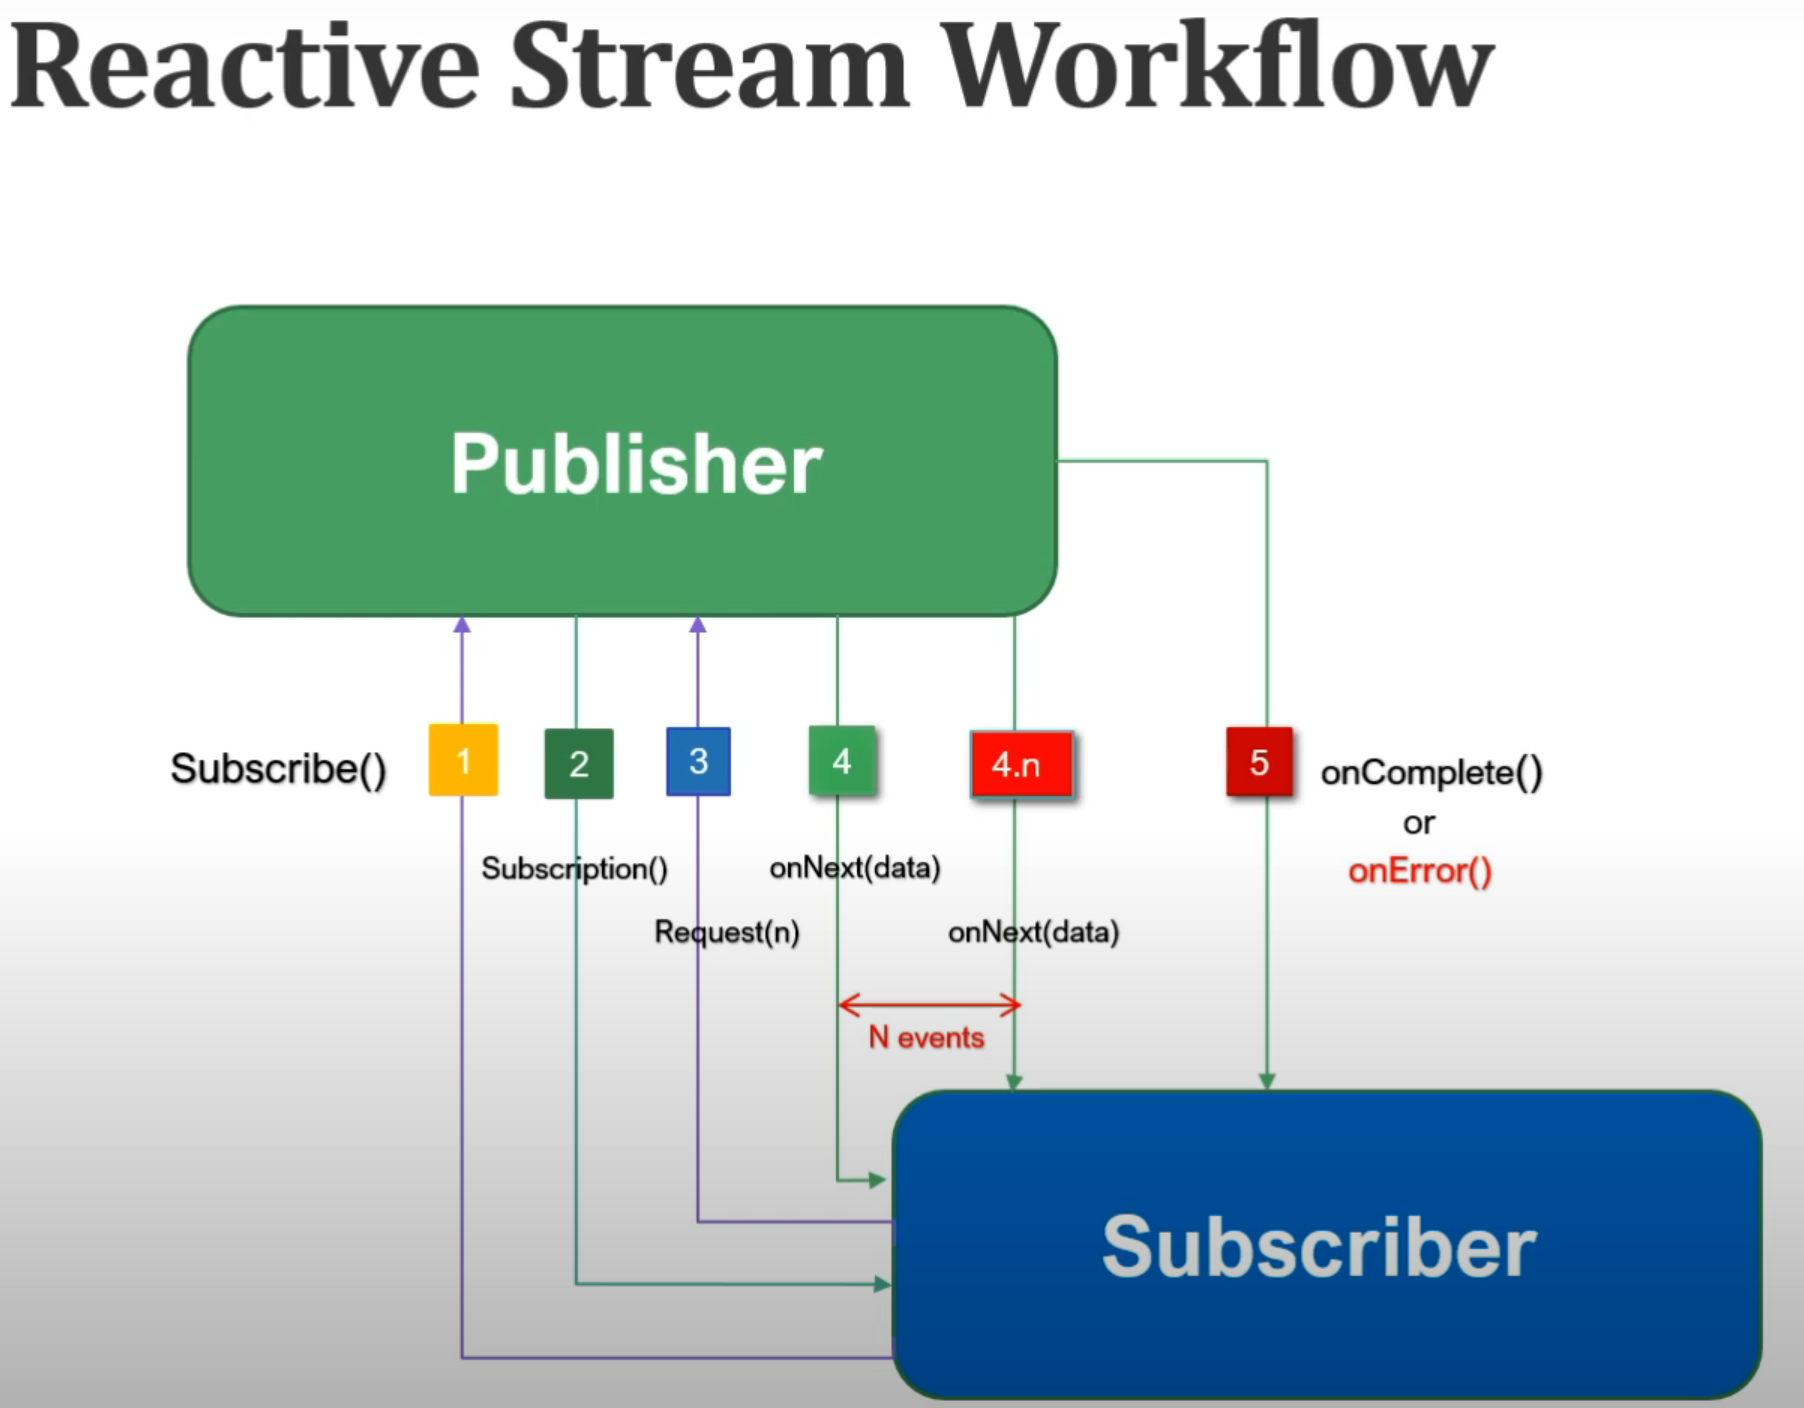 Reactive Stream Workflow
Publisher
Subscribe()
1
2
3
4
4.n
5
onComplete()
or
onError()
Subscription()
onNext(data)
Request(n)
onNext(data)
N events
Subscriber